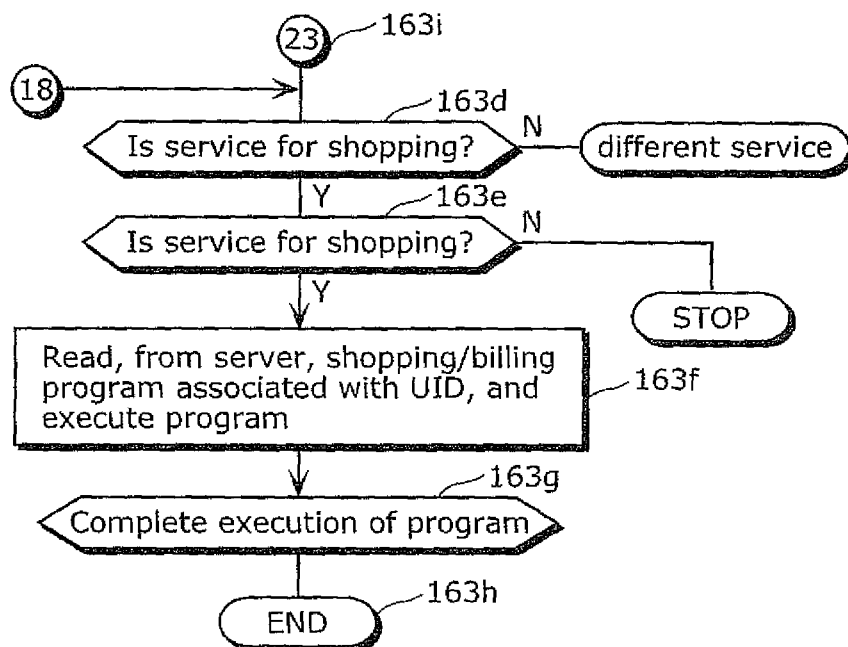 23
163i
18
163d
Is service for shopping?
N
different service
Y
163e
Is service for shopping?
N
Y
STOP
Read, from server, shopping/billing
program associated with UID, and
execute program
163f
163g
Complete execution of program
163h
END